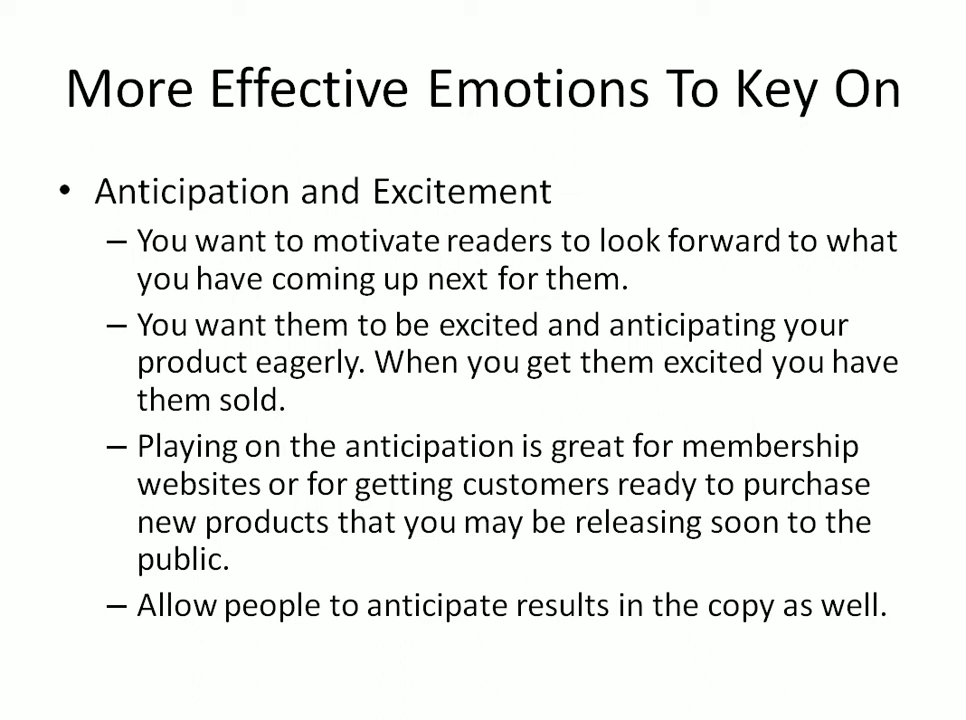 More Effective Emotions To Key On
• Anticipation and Excitement
– You want to motivate readers to look forward to what
you have coming up next for them.
– You want them to be excited and anticipating your
product eagerly. When you get them excited you have
them sold.
– Playing on the anticipation is great for membership
websites or for getting customers ready to purchase
new products that you may be releasing soon to the
public.
– Allow people to anticipate results in the copy as well.